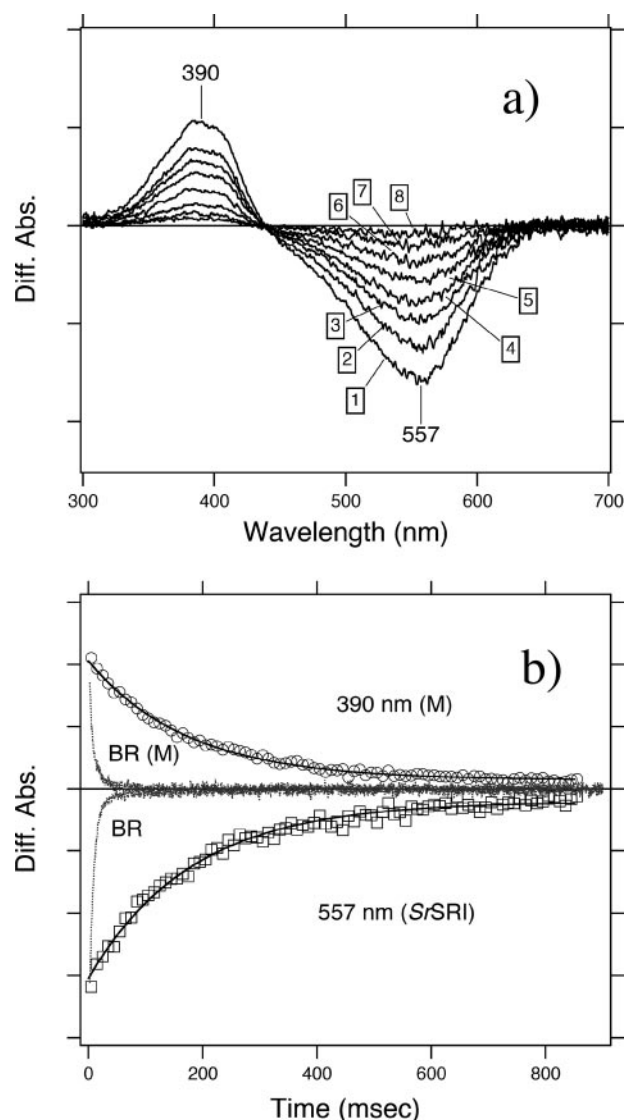 390
a)
7
8
6
5
3
4
2
1
557
Diff. Abs.
300
400
500
600
700
Wavelength (nm)
b)
390 nm (M)
BR (M)
BR
557 nm (SrSRI)
Diff. Abs.
0
200
400
600
800
Time (msec)